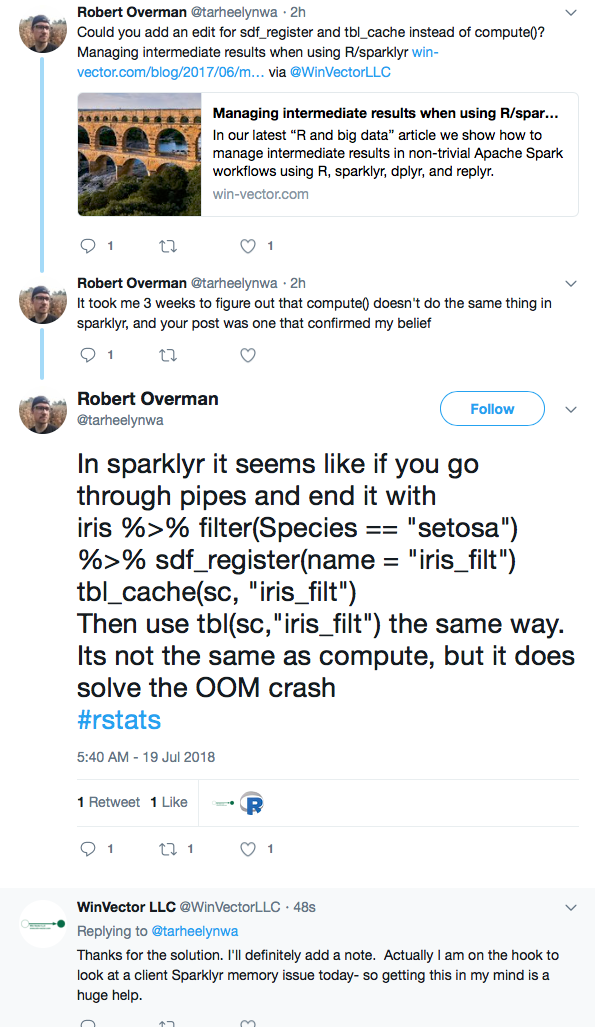 Robert Overman @tarheelynwa · 2h
Could you add an edit for sdf_register and tbl_cache instead of compute()?
Managing intermediate results when using R/sparklyr win-
vector.com/blog/2017/06/m... via @WinVectorLLC
Managing intermediate results when using R/spar...
In our latest “R and big data” article we show how to
manage intermediate results in non-trivial Apache Spark
workflows using R, sparklyr, dplyr, and replyr.
win-vector.com
1 1
Robert Overman @tarheelynwa · 2h
It took me 3 weeks to figure out that compute() doesn't do the same thing in
sparklyr, and your post was one that confirmed my belief
1
Robert Overman
@tarheelynwa
Follow
In sparklyr it seems like if you go
through pipes and end it with
iris %>% filter(Species == "setosa")
%>% sdf_register(name = "iris_filt")
tbl_cache(sc, "iris_filt")
Then use tbl(sc,"iris_filt") the same way.
Its not the same as compute, but it does
solve the OOM crash
#rstats
5:40 AM - 19 Jul 2018
1 Retweet 1 Like
R
1 1 1
WinVector LLC @WinVectorLLC · 48s
Replying to @tarheelynwa
Thanks for the solution. I'll definitely add a note. Actually I am on the hook to
look at a client Sparklyr memory issue today- so getting this in my mind is a
huge help.